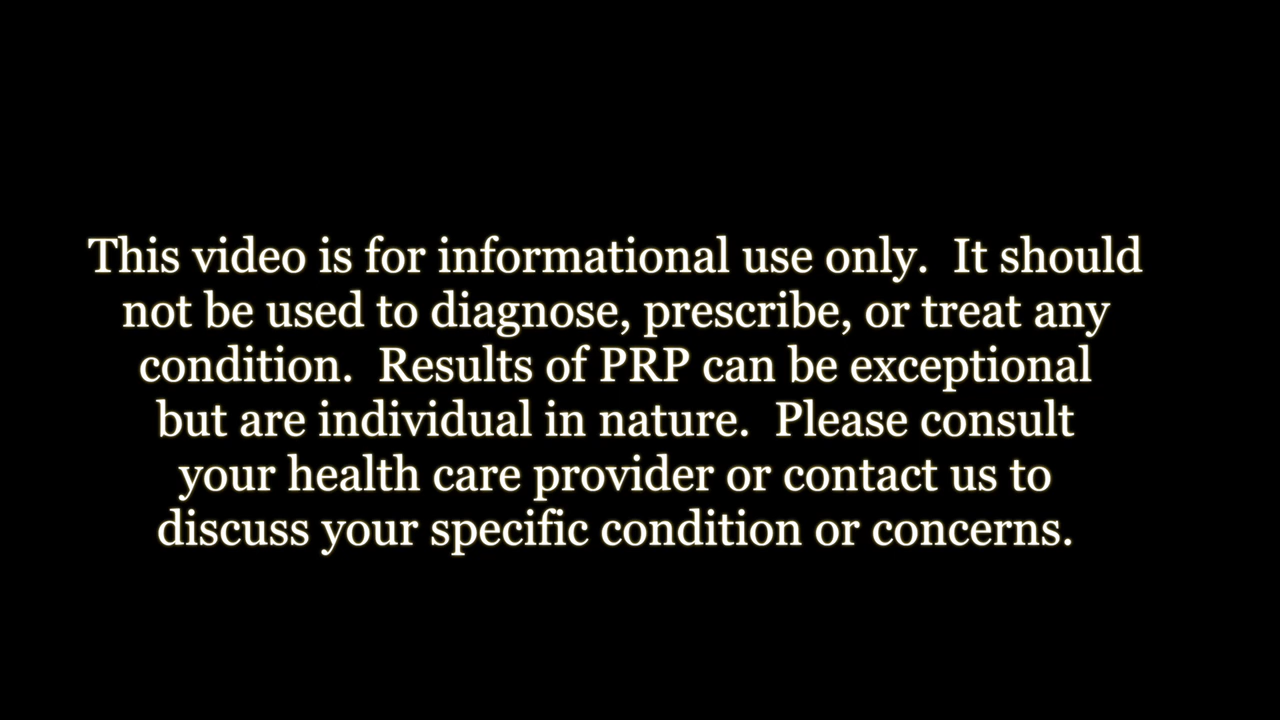 This video is for informational use only.  It should
not be used to diagnose, prescribe, or treat any
condition.  Results of PRP can be exceptional
but are individual in nature.  Please consult
your health care provider or contact us to
discuss your specific condition or concerns.